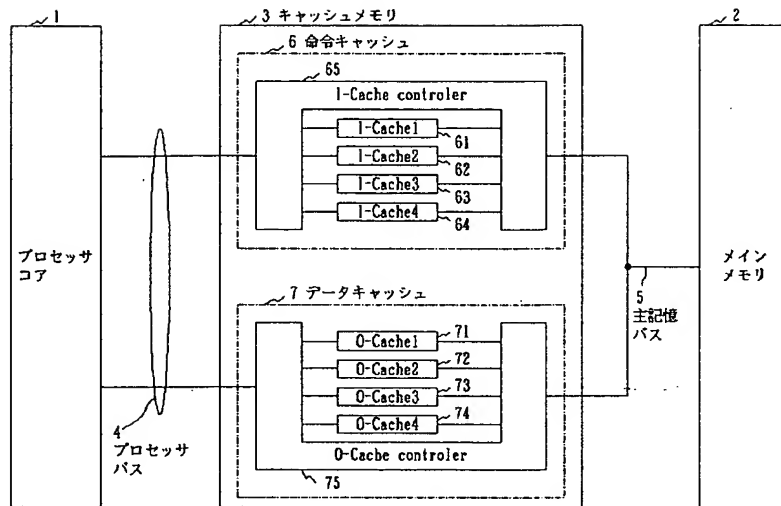 1
3 キャッシュメモリ
2
6 命令キャッシュ
65
I-Cache controler
I-Cache1
61
I-Cache2
62
I-Cache3
63
I-Cache4
64
プロセッサ
コア
メイン
メモリ
5
主記憶
バス
7 データキャッシュ
O-Cache1
71
O-Cache2
72
O-Cache3
73
O-Cache4
74
O-Cache controler
75
4
プロセッサ
バス